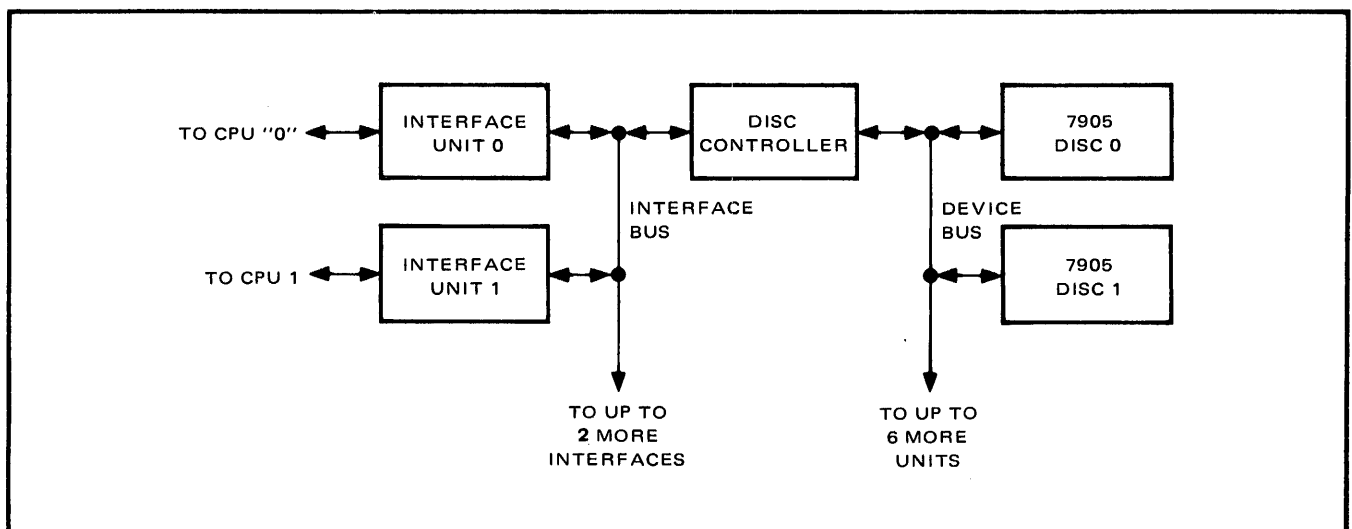 TO CPU "0"
INTERFACE
UNIT 0
DISC
CONTROLLER
7905
DISC 0
INTERFACE
BUS
DEVICE
BUS
TO CPU 1
INTERFACE
UNIT 1
7905
DISC 1
TO UP TO
2 MORE
INTERFACES
TO UP TO
6 MORE
UNITS